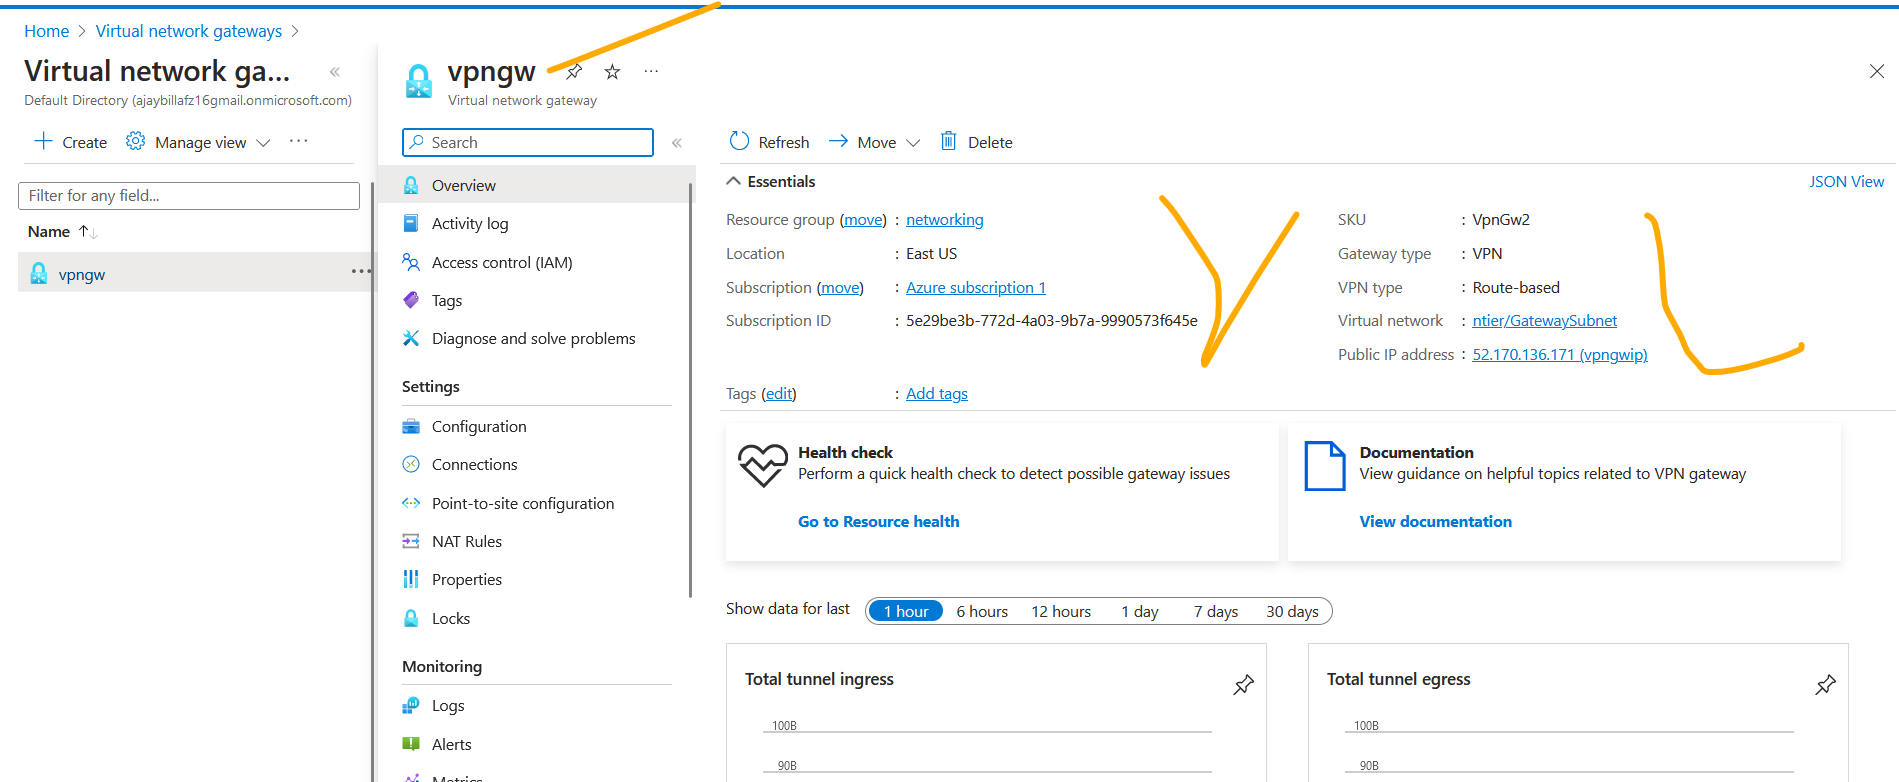 Home > Virtual network gateways >
Virtual network ga... «
Default Directory (ajaybillafz16gmail.onmicrosoft.com)
+ Create Manage view ...
Filter for any field...
Name ↑↓
vpngw ...
vpngw ...
Virtual network gateway
Search «
Overview
Activity log
Access control (IAM)
Tags
Diagnose and solve problems
Settings
Configuration
Connections
Point-to-site configuration
NAT Rules
Properties
Locks
Monitoring
Logs
Alerts
Metrics
Refresh Move Delete
Essentials JSON View
Resource group (move) : networking
Location : East US
Subscription (move) : Azure subscription 1
Subscription ID : 5e29be3b-772d-4a03-9b7a-9990573f645e
SKU : VpnGw2
Gateway type : VPN
VPN type : Route-based
Virtual network : ntier/GatewaySubnet
Public IP address : 52.170.136.171 (vpngwip)
Tags (edit) : Add tags
Health check
Perform a quick health check to detect possible gateway issues
Go to Resource health
Documentation
View guidance on helpful topics related to VPN gateway
View documentation
Show data for last 1 hour 6 hours 12 hours 1 day 7 days 30 days
Total tunnel ingress
100B
90B
Total tunnel egress
100B
90B